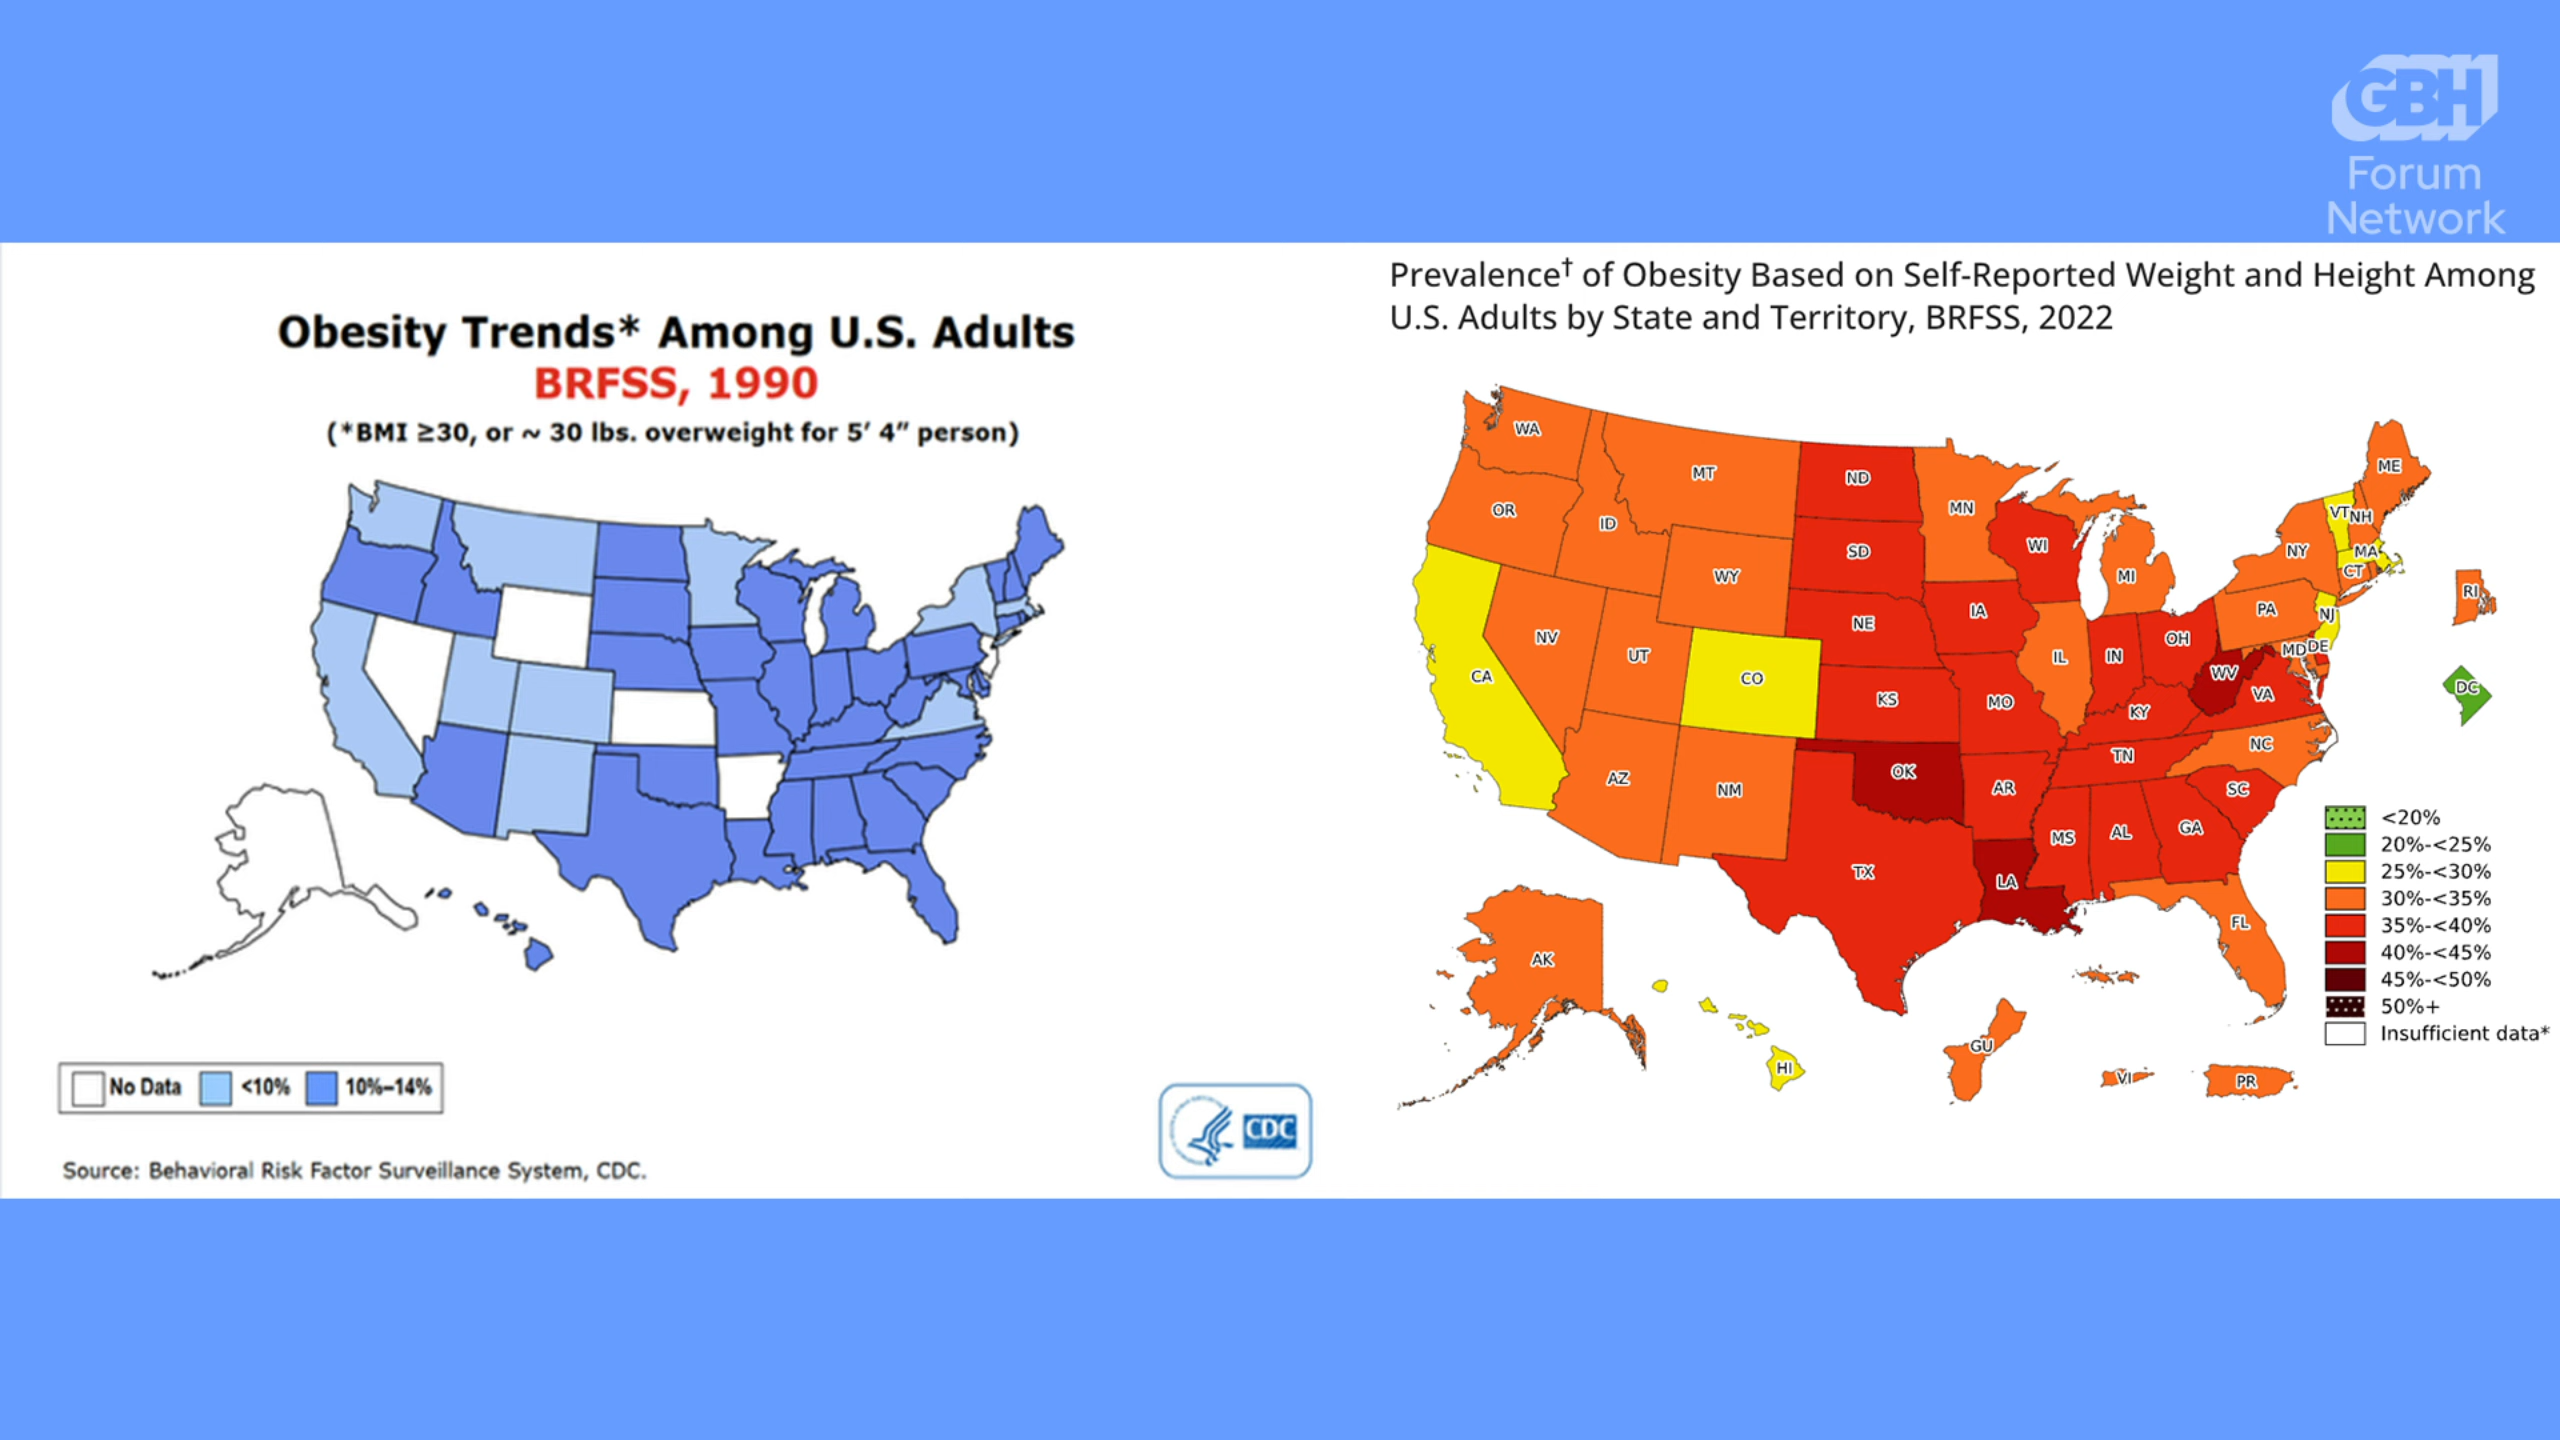 GBH
Forum
Network
Obesity Trends* Among U.S. Adults
BRFSS, 1990
(*BMI ≥30, or ~ 30 lbs. overweight for 5’ 4” person)
No Data <10% 10%–14%
Source: Behavioral Risk Factor Surveillance System, CDC.
CDC
Prevalence† of Obesity Based on Self-Reported Weight and Height Among
U.S. Adults by State and Territory, BRFSS, 2022
WA
MT
ND
OR
ID
MN
SD
WI
WY
MI
NE
IA
NV
UT
CA
CO
IL
IN
OH
KS
MO
KY
WV
VA
ME
VT
NH
NY
MA
CT
RI
PA
NJ
MD
DE
DC
AZ
NM
OK
AR
TN
NC
SC
MS
AL
GA
TX
LA
FL
AK
HI
GU
VI
PR
<20%
20%-<25%
25%-<30%
30%-<35%
35%-<40%
40%-<45%
45%-<50%
50%+
Insufficient data*